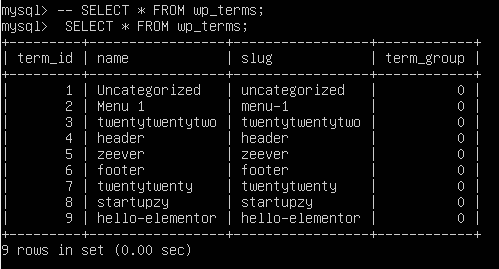 mysql> -- SELECT * FROM wp_terms;
mysql>  SELECT * FROM wp_terms;
+---------+-----------------+-----------------+------------+
| term_id | name            | slug            | term_group |
+---------+-----------------+-----------------+------------+
|       1 | Uncategorized   | uncategorized   |          0 |
|       2 | Menu 1          | menu-1          |          0 |
|       3 | twentytwentytwo | twentytwentytwo |          0 |
|       4 | header          | header          |          0 |
|       5 | zeever          | zeever          |          0 |
|       6 | footer          | footer          |          0 |
|       7 | twentytwenty    | twentytwenty    |          0 |
|       8 | startupzy       | startupzy       |          0 |
|       9 | hello-elementor | hello-elementor |          0 |
+---------+-----------------+-----------------+------------+
9 rows in set (0.00 sec)